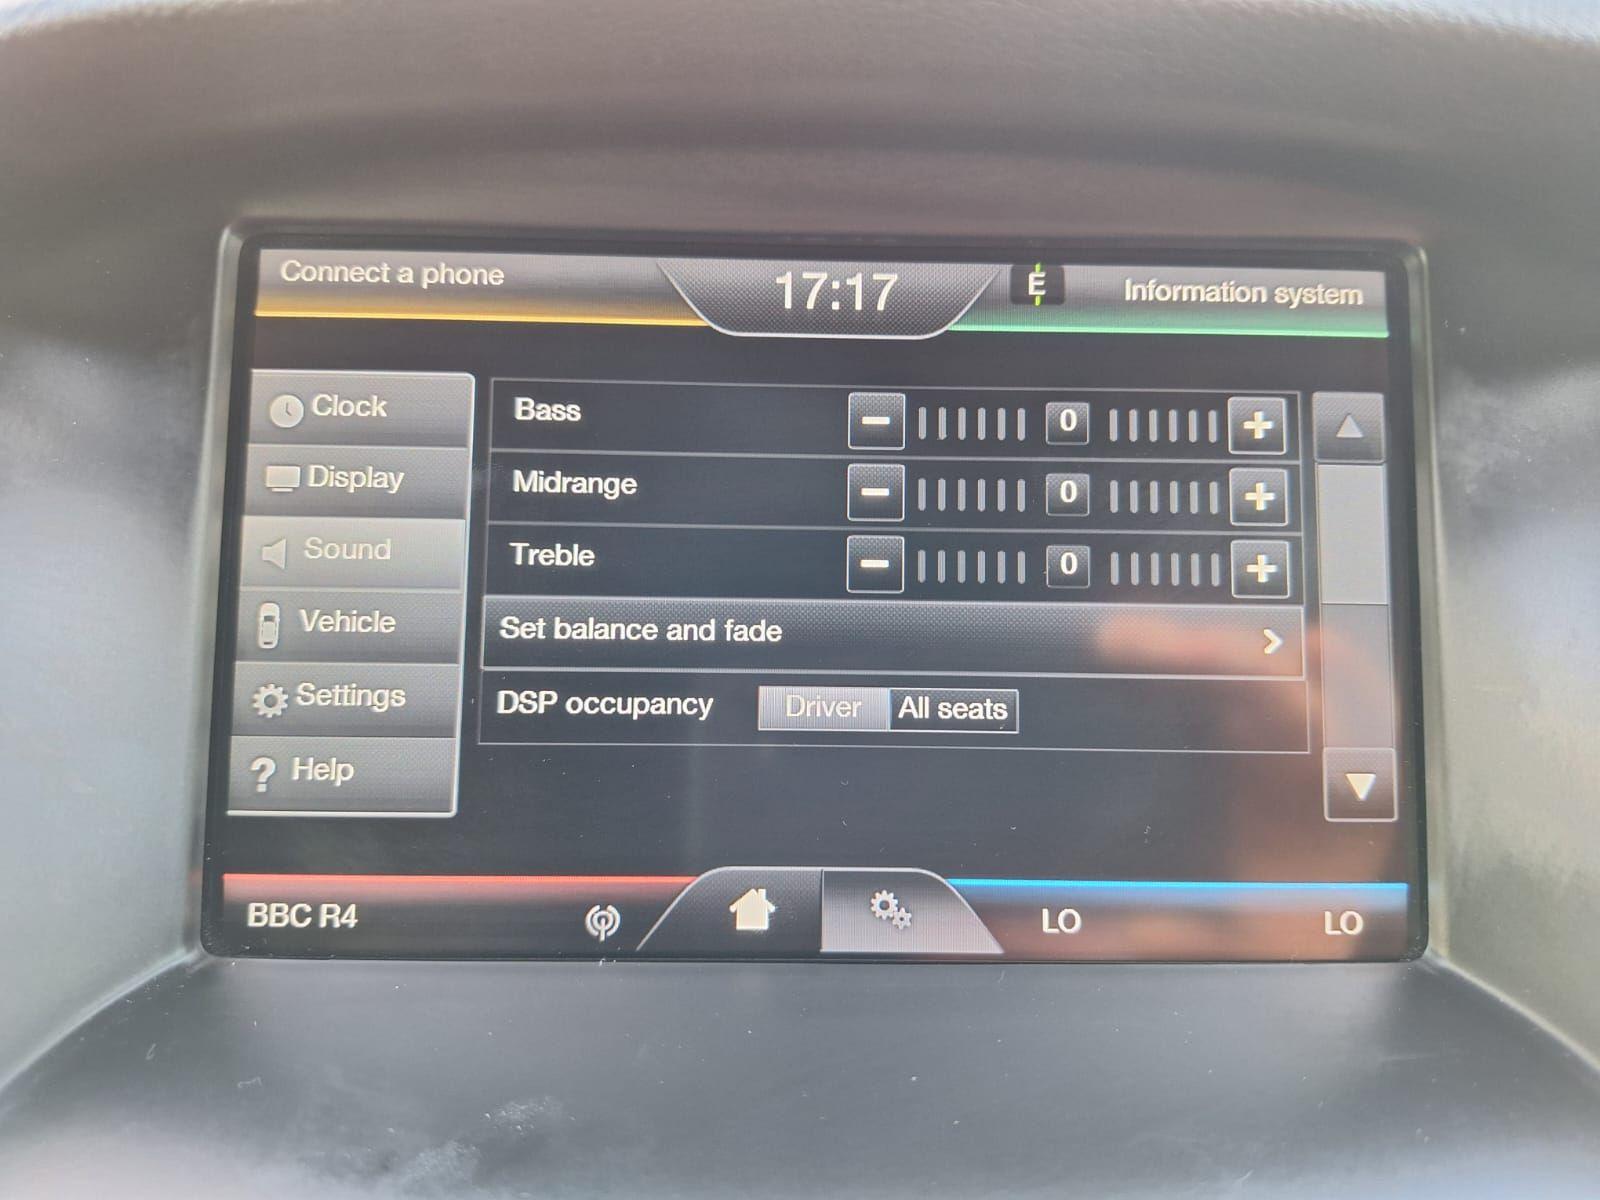 Connect a phone
17:17
E
Information system
Clock
Display
Sound
Vehicle
Settings
? Help
Bass - 0 +
Midrange - 0 +
Treble - 0 +
Set balance and fade >
DSP occupancy Driver All seats
BBC R4
LO
LO